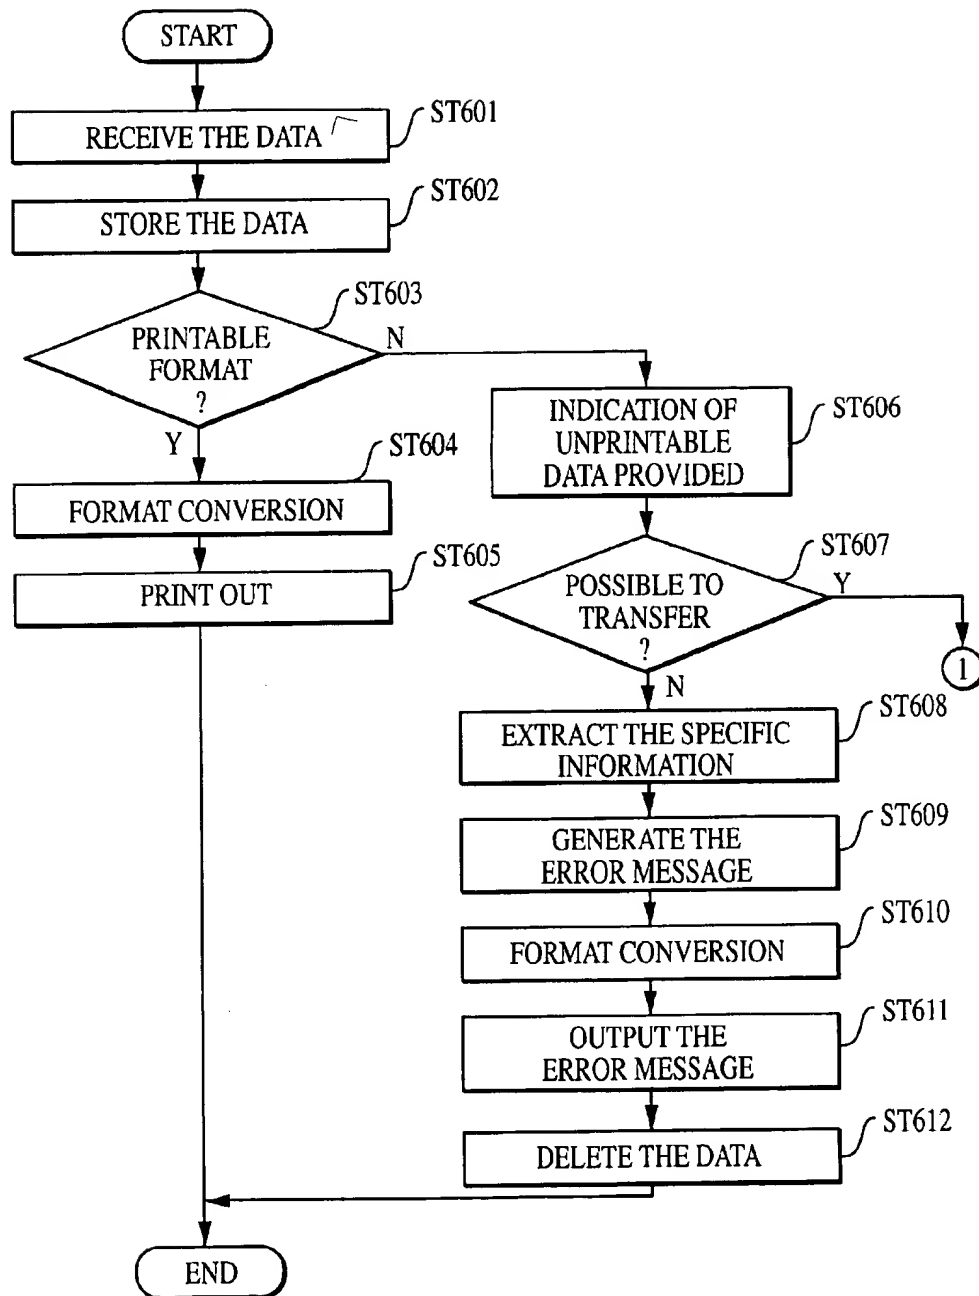 START
RECEIVE THE DATA
ST601
STORE THE DATA
ST602
PRINTABLE
FORMAT
?
ST603
N
Y
FORMAT CONVERSION
ST604
PRINT OUT
ST605
INDICATION OF
UNPRINTABLE
DATA PROVIDED
ST606
POSSIBLE TO
TRANSFER
?
ST607
Y
1
N
EXTRACT THE SPECIFIC
INFORMATION
ST608
GENERATE THE
ERROR MESSAGE
ST609
FORMAT CONVERSION
ST610
OUTPUT THE
ERROR MESSAGE
ST611
DELETE THE DATA
ST612
END